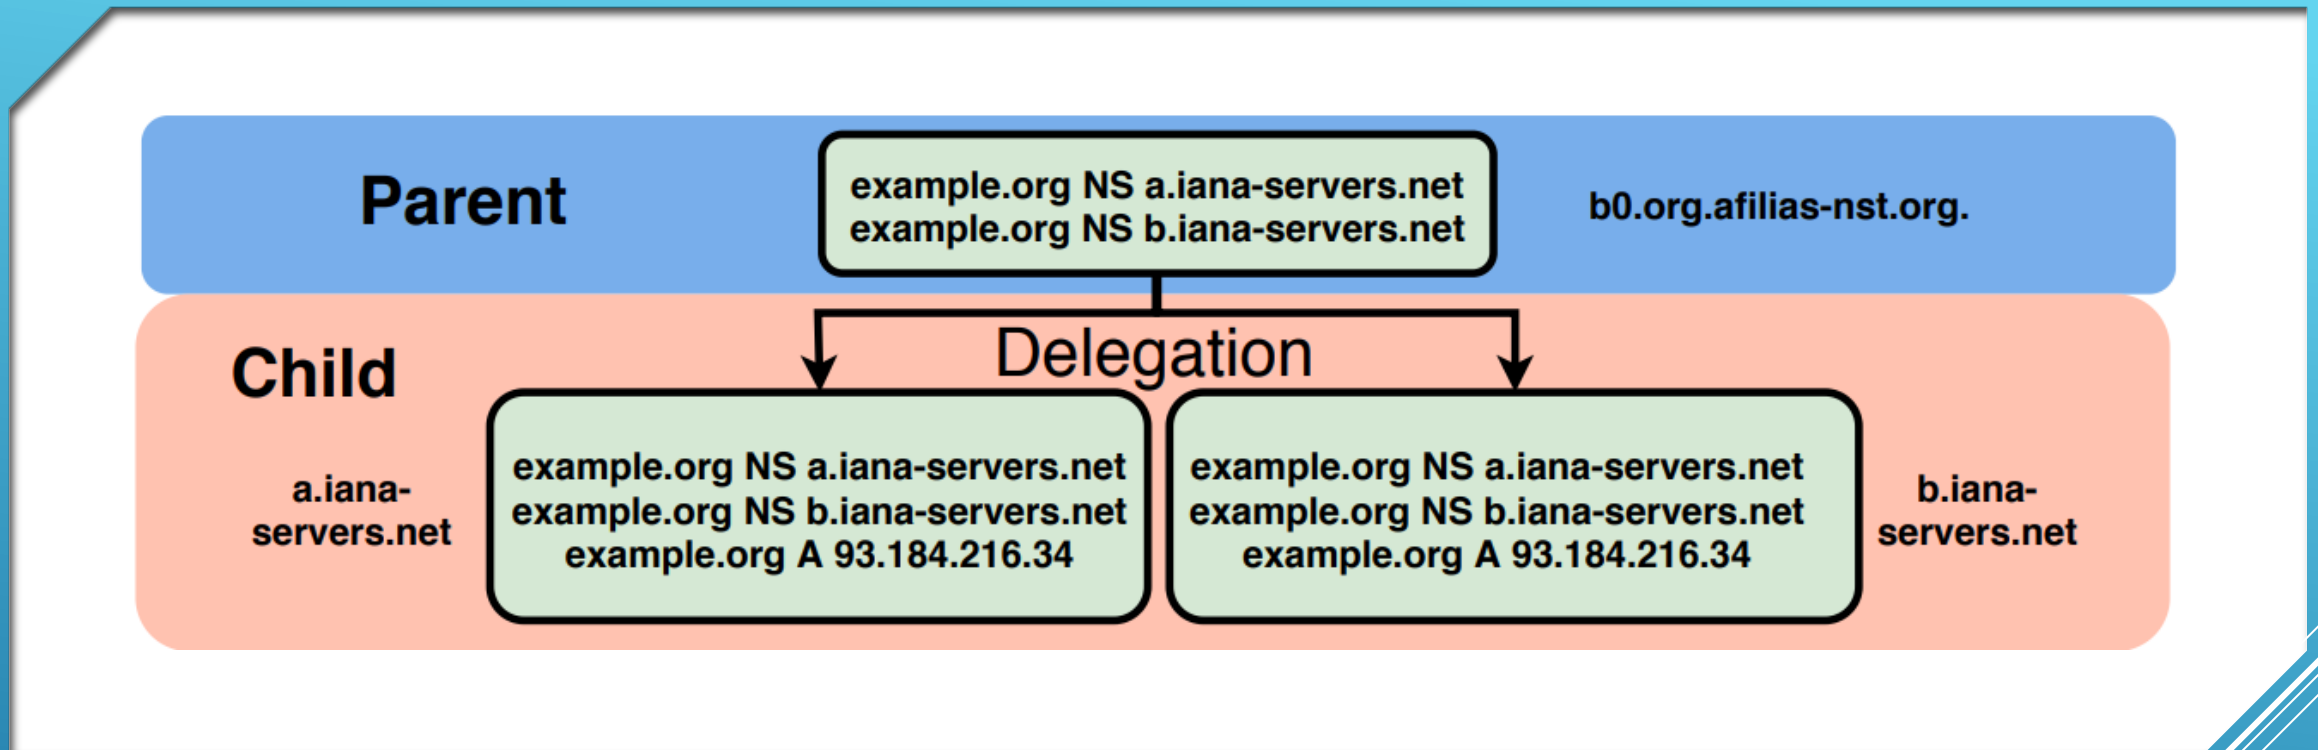 Parent
example.org NS a.iana-servers.net
example.org NS b.iana-servers.net
b0.org.afilias-nst.org.
Delegation
Child
a.iana-
servers.net
example.org NS a.iana-servers.net
example.org NS b.iana-servers.net
example.org A 93.184.216.34
example.org NS a.iana-servers.net
example.org NS b.iana-servers.net
example.org A 93.184.216.34
b.iana-
servers.net